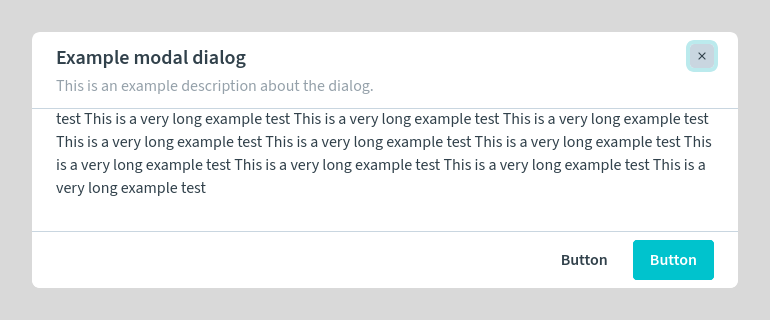 Example modal dialog
×
This is an example description about the dialog.
test This is a very long example test This is a very long example test This is a very long example test
This is a very long example test This is a very long example test This is a very long example test This
is a very long example test This is a very long example test This is a very long example test This is a
very long example test
Button
Button